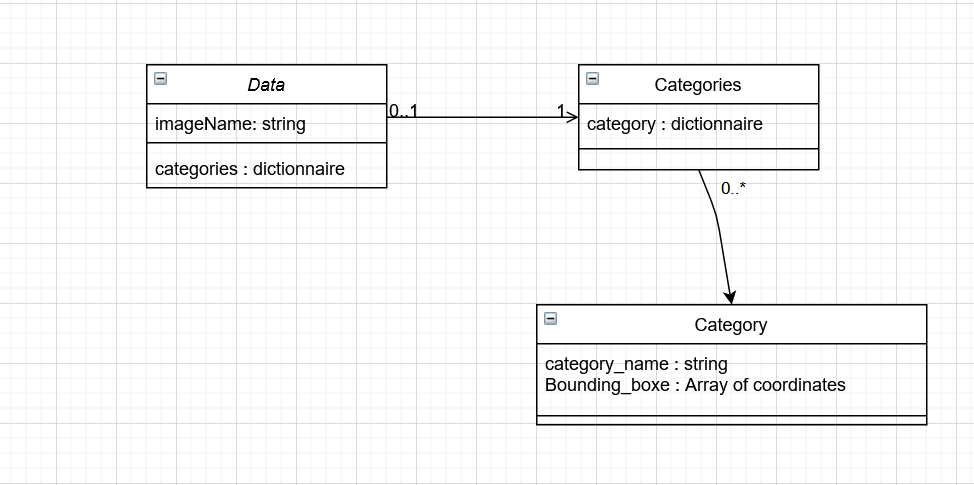 Data
imageName: string
categories : dictionnaire
0..1
1
Categories
category : dictionnaire
0..*
Category
category_name : string
Bounding_boxe : Array of coordinates